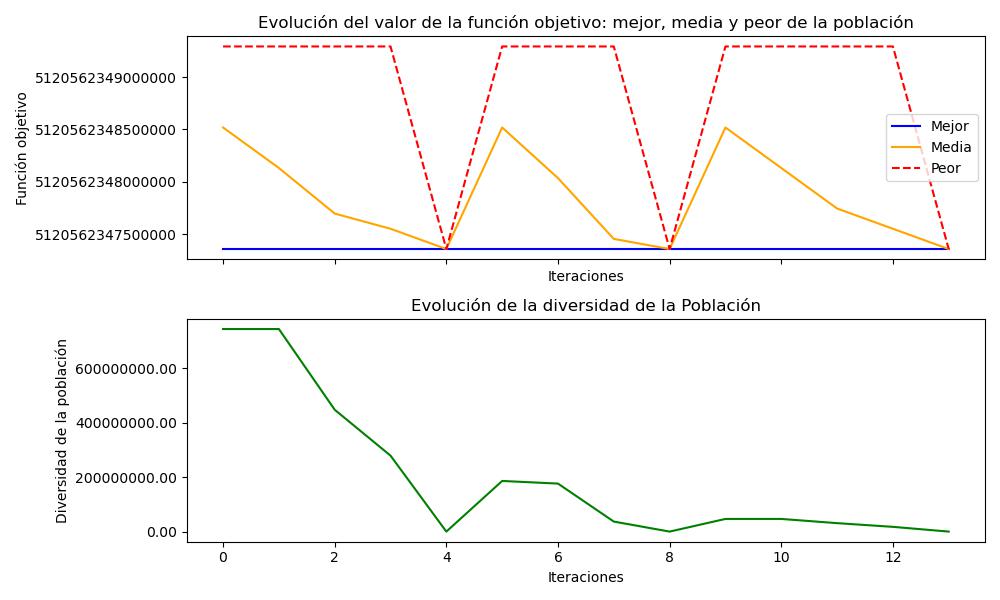 Evolución del valor de la función objetivo: mejor, media y peor de la población
Función objetivo
5120562349000000
5120562348500000
5120562348000000
5120562347500000
Mejor
Media
Peor
Iteraciones
Evolución de la diversidad de la Población
Diversidad de la población
600000000.00
400000000.00
200000000.00
0.00
0 2 4 6 8 10 12
Iteraciones